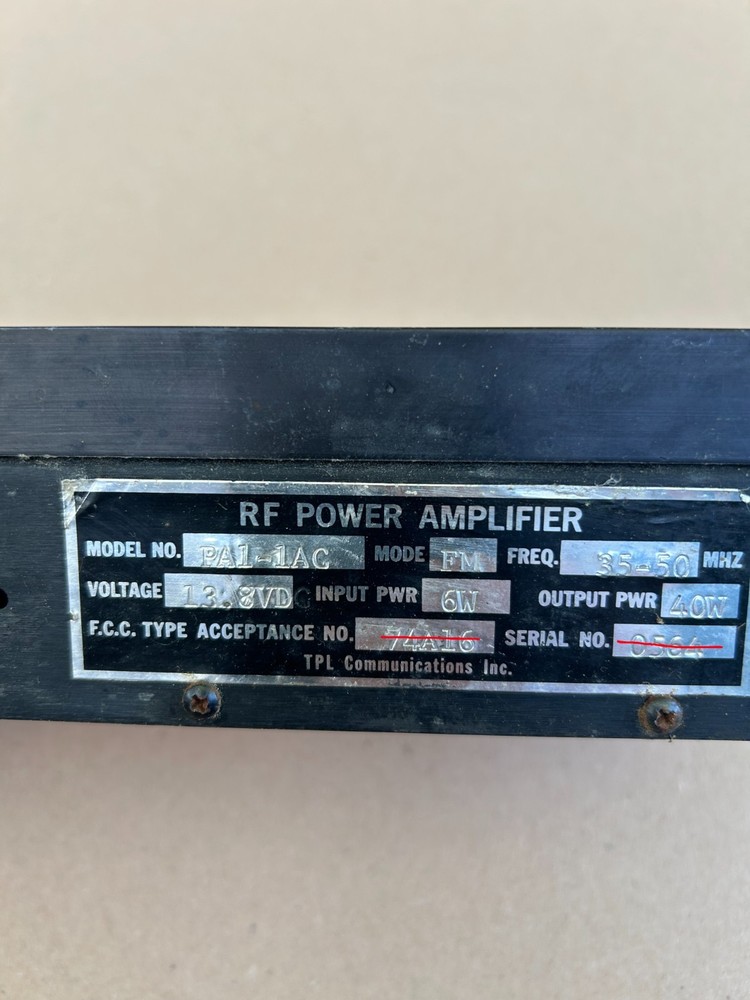 RF POWER AMPLIFIER
MODEL NO. PA1-1AC MODE FM FREQ. 35-50 MHZ
VOLTAGE 13.8VDC INPUT PWR 6W OUTPUT PWR 40W
F.C.C. TYPE ACCEPTANCE NO. 74A16 SERIAL NO.
TPL Communications Inc.